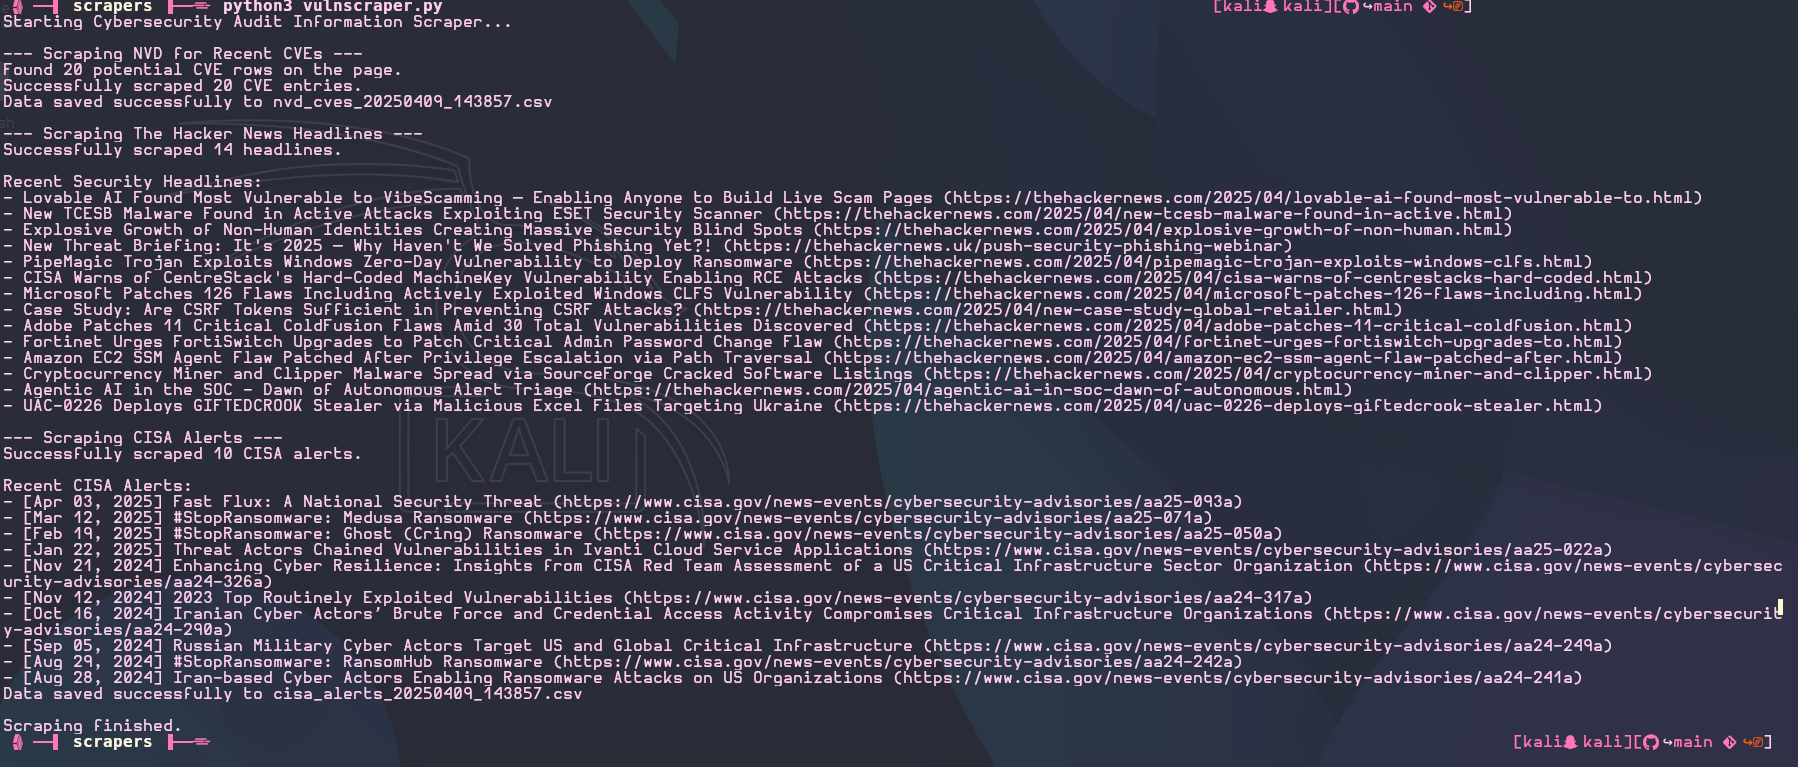 scrapers python3 vulnscraper.py [kali kali][ ↪main ↪]
Starting Cybersecurity Audit Information Scraper...
--- Scraping NVD for Recent CVEs ---
Found 20 potential CVE rows on the page.
Successfully scraped 20 CVE entries.
Data saved successfully to nvd_cves_20250409_143857.csv
--- Scraping The Hacker News Headlines ---
Successfully scraped 14 headlines.
Recent Security Headlines:
- Lovable AI Found Most Vulnerable to VibeScamming — Enabling Anyone to Build Live Scam Pages (https://thehackernews.com/2025/04/lovable-ai-found-most-vulnerable-to.html)
- New TCESB Malware Found in Active Attacks Exploiting ESET Security Scanner (https://thehackernews.com/2025/04/new-tcesb-malware-found-in-active.html)
- Explosive Growth of Non-Human Identities Creating Massive Security Blind Spots (https://thehackernews.com/2025/04/explosive-growth-of-non-human.html)
- New Threat Briefing: It's 2025 — Why Haven't We Solved Phishing Yet?! (https://thehackernews.uk/push-security-phishing-webinar)
- PipeMagic Trojan Exploits Windows Zero-Day Vulnerability to Deploy Ransomware (https://thehackernews.com/2025/04/pipemagic-trojan-exploits-windows-clfs.html)
- CISA Warns of CentreStack's Hard-Coded MachineKey Vulnerability Enabling RCE Attacks (https://thehackernews.com/2025/04/cisa-warns-of-centrestacks-hard-coded.html)
- Microsoft Patches 126 Flaws Including Actively Exploited Windows CLFS Vulnerability (https://thehackernews.com/2025/04/microsoft-patches-126-flaws-including.html)
- Case Study: Are CSRF Tokens Sufficient in Preventing CSRF Attacks? (https://thehackernews.com/2025/04/new-case-study-global-retailer.html)
- Adobe Patches 11 Critical ColdFusion Flaws Amid 30 Total Vulnerabilities Discovered (https://thehackernews.com/2025/04/adobe-patches-11-critical-coldfusion.html)
- Fortinet Urges FortiSwitch Upgrades to Patch Critical Admin Password Change Flaw (https://thehackernews.com/2025/04/fortinet-urges-fortiswitch-upgrades-to.html)
- Amazon EC2 SSM Agent Flaw Patched After Privilege Escalation via Path Traversal (https://thehackernews.com/2025/04/amazon-ec2-ssm-agent-flaw-patched-after.html)
- Cryptocurrency Miner and Clipper Malware Spread via SourceForge Cracked Software Listings (https://thehackernews.com/2025/04/cryptocurrency-miner-and-clipper.html)
- Agentic AI in the SOC - Dawn of Autonomous Alert Triage (https://thehackernews.com/2025/04/agentic-ai-in-soc-dawn-of-autonomous.html)
- UAC-0226 Deploys GIFTEDCROOK Stealer via Malicious Excel Files Targeting Ukraine (https://thehackernews.com/2025/04/uac-0226-deploys-giftedcrook-stealer.html)
--- Scraping CISA Alerts ---
Successfully scraped 10 CISA alerts.
KALI
Recent CISA Alerts:
- [Apr 03, 2025] Fast Flux: A National Security Threat (https://www.cisa.gov/news-events/cybersecurity-advisories/aa25-093a)
- [Mar 12, 2025] #StopRansomware: Medusa Ransomware (https://www.cisa.gov/news-events/cybersecurity-advisories/aa25-071a)
- [Feb 19, 2025] #StopRansomware: Ghost (Cring) Ransomware (https://www.cisa.gov/news-events/cybersecurity-advisories/aa25-050a)
- [Jan 22, 2025] Threat Actors Chained Vulnerabilities in Ivanti Cloud Service Applications (https://www.cisa.gov/news-events/cybersecurity-advisories/aa25-022a)
- [Nov 21, 2024] Enhancing Cyber Resilience: Insights from CISA Red Team Assessment of a US Critical Infrastructure Sector Organization (https://www.cisa.gov/news-events/cybersec
urity-advisories/aa24-326a)
- [Nov 12, 2024] 2023 Top Routinely Exploited Vulnerabilities (https://www.cisa.gov/news-events/cybersecurity-advisories/aa24-317a)
- [Oct 16, 2024] Iranian Cyber Actors’ Brute Force and Credential Access Activity Compromises Critical Infrastructure Organizations (https://www.cisa.gov/news-events/cybersecurit
y-advisories/aa24-290a)
- [Sep 05, 2024] Russian Military Cyber Actors Target US and Global Critical Infrastructure (https://www.cisa.gov/news-events/cybersecurity-advisories/aa24-249a)
- [Aug 29, 2024] #StopRansomware: RansomHub Ransomware (https://www.cisa.gov/news-events/cybersecurity-advisories/aa24-242a)
- [Aug 28, 2024] Iran-based Cyber Actors Enabling Ransomware Attacks on US Organizations (https://www.cisa.gov/news-events/cybersecurity-advisories/aa24-241a)
Data saved successfully to cisa_alerts_20250409_143857.csv
Scraping finished.
scrapers [kali kali][ ↪main ↪]